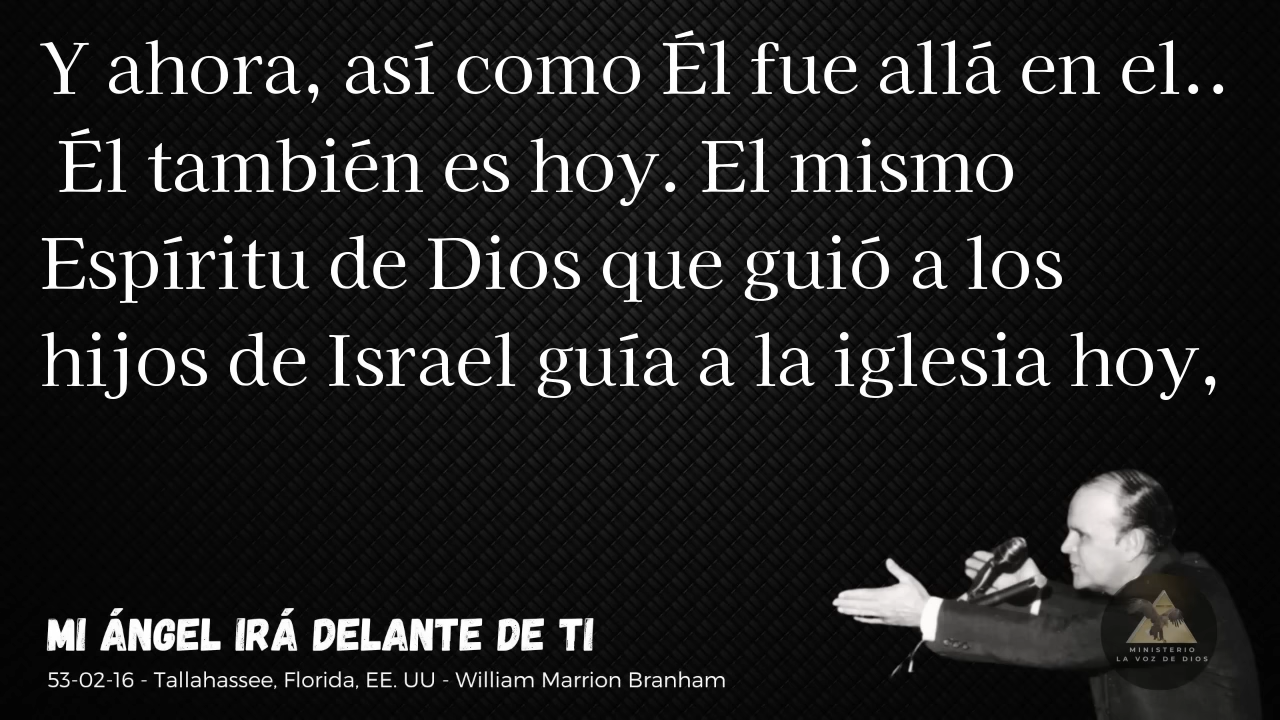 Y ahora, así como Él fue allá en el..
Él también es hoy. El mismo
Espíritu de Dios que guió a los
hijos de Israel guía a la iglesia hoy,
MI ÁNGEL IRÁ DELANTE DE TI
53-02-16 - Tallahassee, Florida, EE. UU - William Marrion Branham
MINISTERIO
LA VOZ DE DIOS